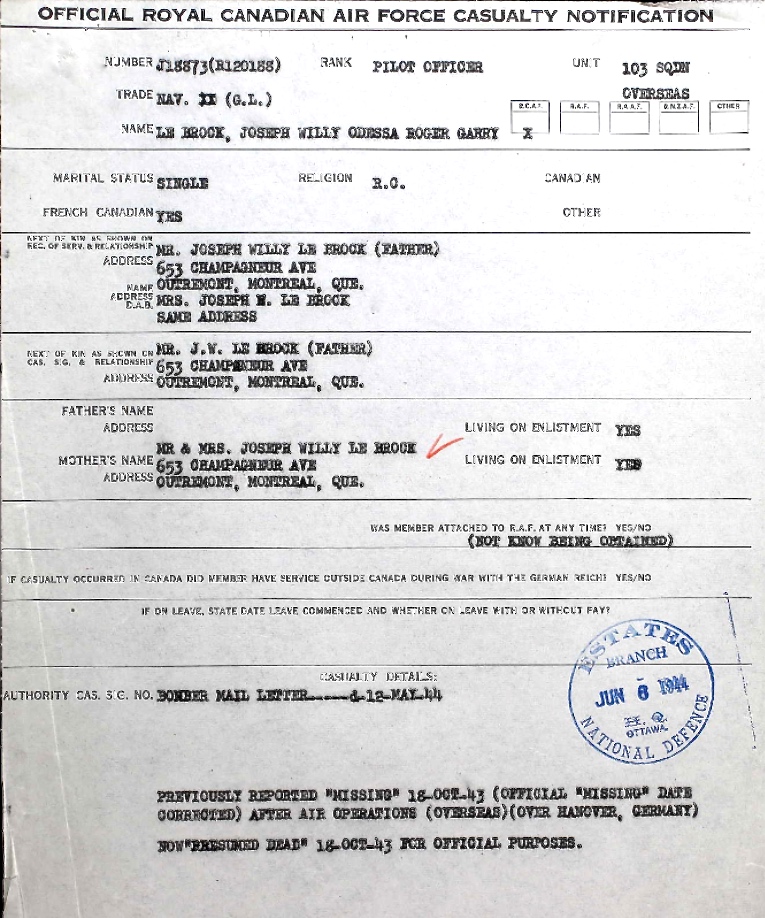 OFFICIAL ROYAL CANADIAN AIR FORCE CASUALTY NOTIFICATION
NUMBER J18873(R120188) RANK PILOT OFFICER UNIT 103 SQDN
TRADE NAV. II (G.L.) OVERSEAS
R.C.A.F. R.A.F. R.A.A.F. R.N.Z.A.F. OTHER
NAME LE BROCK, JOSEPH WILLY ODESSA ROGER GARRY X
MARITAL STATUS SINGLE RELIGION R.C. CANADIAN
FRENCH CANADIAN YES OTHER
NEXT OF KIN AS SHOWN ON
REC. OF SERV. & RELATIONSHIP MR. JOSEPH WILLY LE BROCK (FATHER)
ADDRESS 653 CHAMPAGNEUR AVE
OUTREMONT, MONTREAL, QUE.
NAME
ADDRESS MRS. JOSEPH W. LE BROCK
D.A.B.
SAME ADDRESS
NEXT OF KIN AS SHOWN ON MR. J.W. LE BROCK (FATHER)
CAS. SIG. & RELATIONSHIP 653 CHAMPENEUR AVE
ADDRESS OUTREMONT, MONTREAL, QUE.
FATHER'S NAME
ADDRESS LIVING ON ENLISTMENT YES
MR & MRS. JOSEPH WILLY LE BROCK
MOTHER'S NAME 653 CHAMPAGNEUR AVE LIVING ON ENLISTMENT YES
ADDRESS OUTREMONT, MONTREAL, QUE.
WAS MEMBER ATTACHED TO R.A.F. AT ANY TIME? YES/NO
(NOT KNOW BEING OBTAINED)
IF CASUALTY OCCURRED IN CANADA DID MEMBER HAVE SERVICE OUTSIDE CANADA DURING WAR WITH THE GERMAN REICH? YES/NO
IF ON LEAVE, STATE DATE LEAVE COMMENCED AND WHETHER ON LEAVE WITH OR WITHOUT PAY?
ESTATES
BRANCH
JUN 6 1944
H. Q.
OTTAWA
NATIONAL DEFENCE
CASUALTY DETAILS:
AUTHORITY CAS. SIG. NO. BOMBER MAIL LETTER-----d-12-MAY-44
PREVIOUSLY REPORTED "MISSING" 18-OCT-43 (OFFICIAL "MISSING" DATE
CORRECTED) AFTER AIR OPERATIONS (OVERSEAS)(OVER HANOVER, GERMANY)
NOW"PRESUMED DEAD" 18-OCT-43 FOR OFFICIAL PURPOSES.